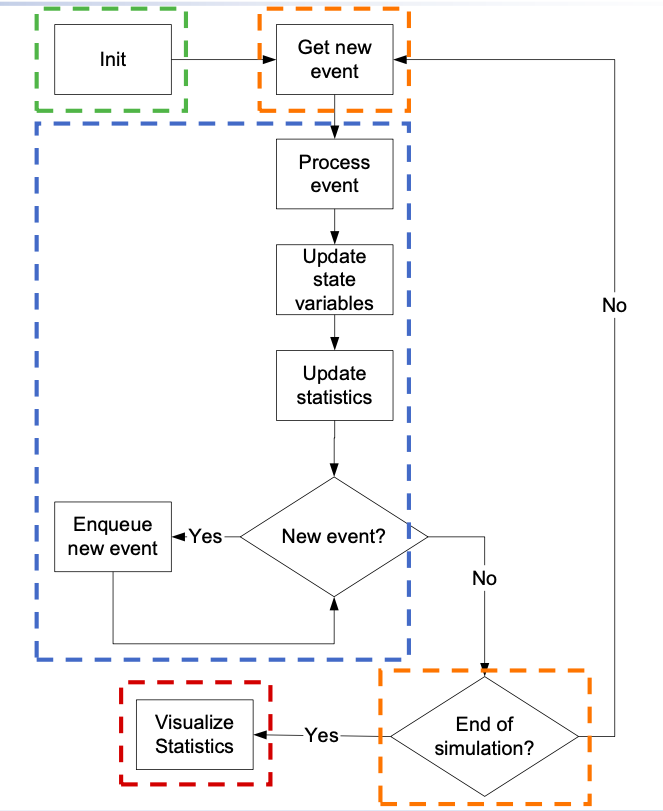 Init
Get new
event
Process
event
Update
state
variables
Update
statistics
New event?
Yes
Enqueue
new event
No
End of
simulation?
No
Yes
Visualize
Statistics